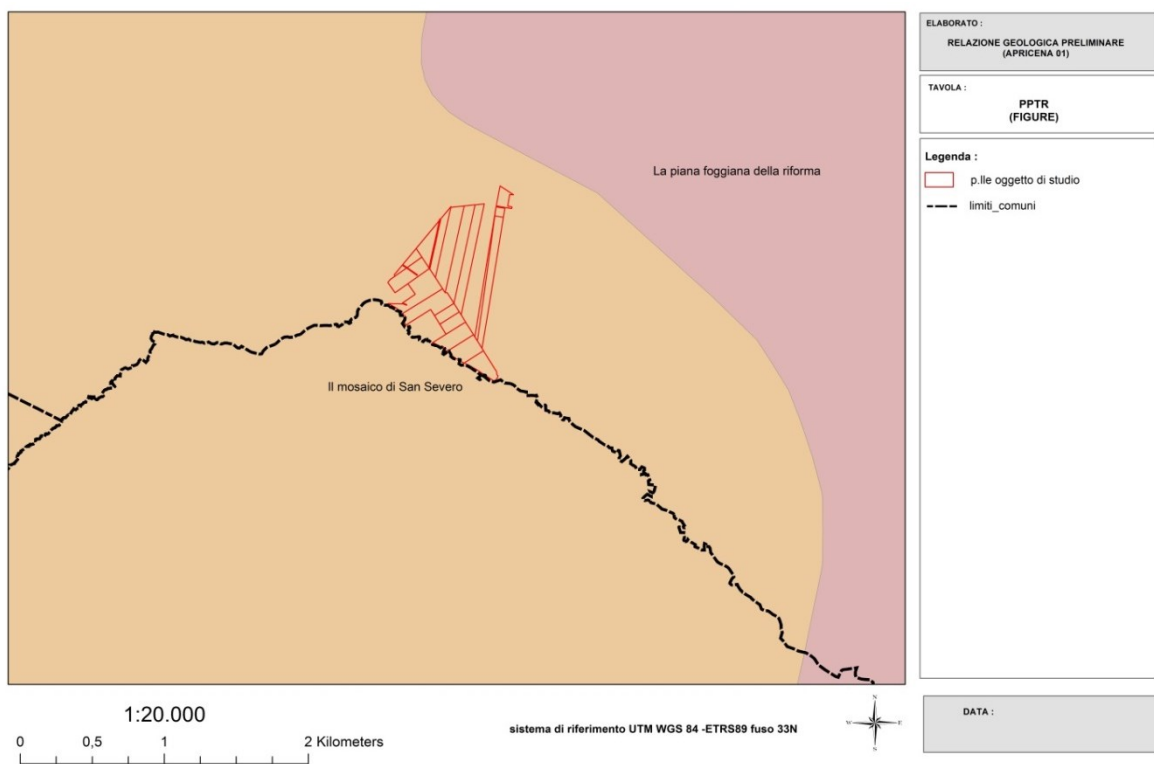 La piana foggiana della riforma
Il mosaico di San Severo
ELABORATO :
RELAZIONE GEOLOGICA PRELIMINARE
(APRICENA 01)
TAVOLA :
PPTR
(FIGURE)
Legenda :
p.lle oggetto di studio
limiti_comuni
1:20.000
0 0,5 1 2 Kilometers
sistema di riferimento UTM WGS 84 -ETRS89 fuso 33N
N
W E
S
DATA :